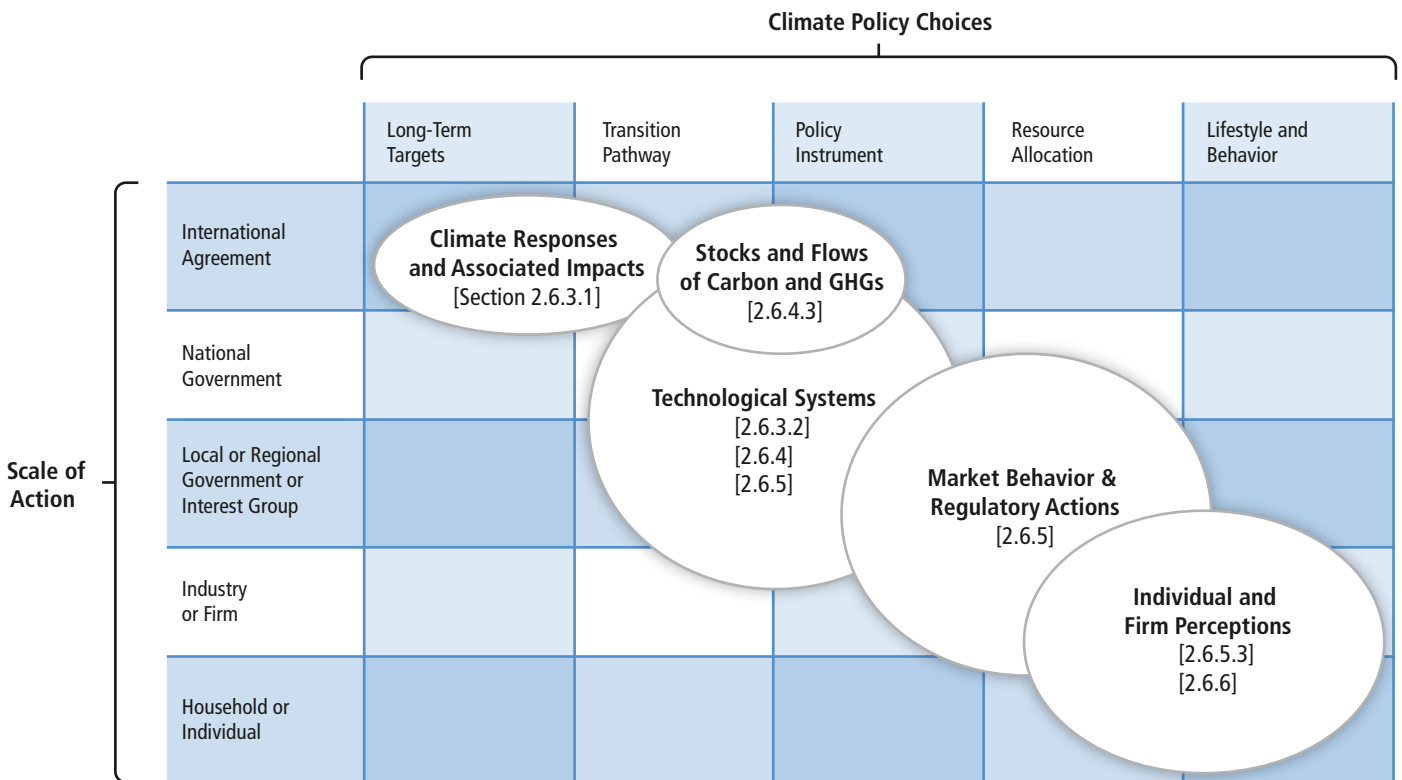 Climate Policy Choices
Long-Term
Targets
Transition
Pathway
Policy
Instrument
Resource
Allocation
Lifestyle and
Behavior
Scale of
Action
International
Agreement
National
Government
Local or Regional
Government or
Interest Group
Industry
or Firm
Household or
Individual
Climate Responses
and Associated Impacts
[Section 2.6.3.1]
Stocks and Flows
of Carbon and GHGs
[2.6.4.3]
Technological Systems
[2.6.3.2]
[2.6.4]
[2.6.5]
Market Behavior &
Regulatory Actions
[2.6.5]
Individual and
Firm Perceptions
[2.6.5.3]
[2.6.6]